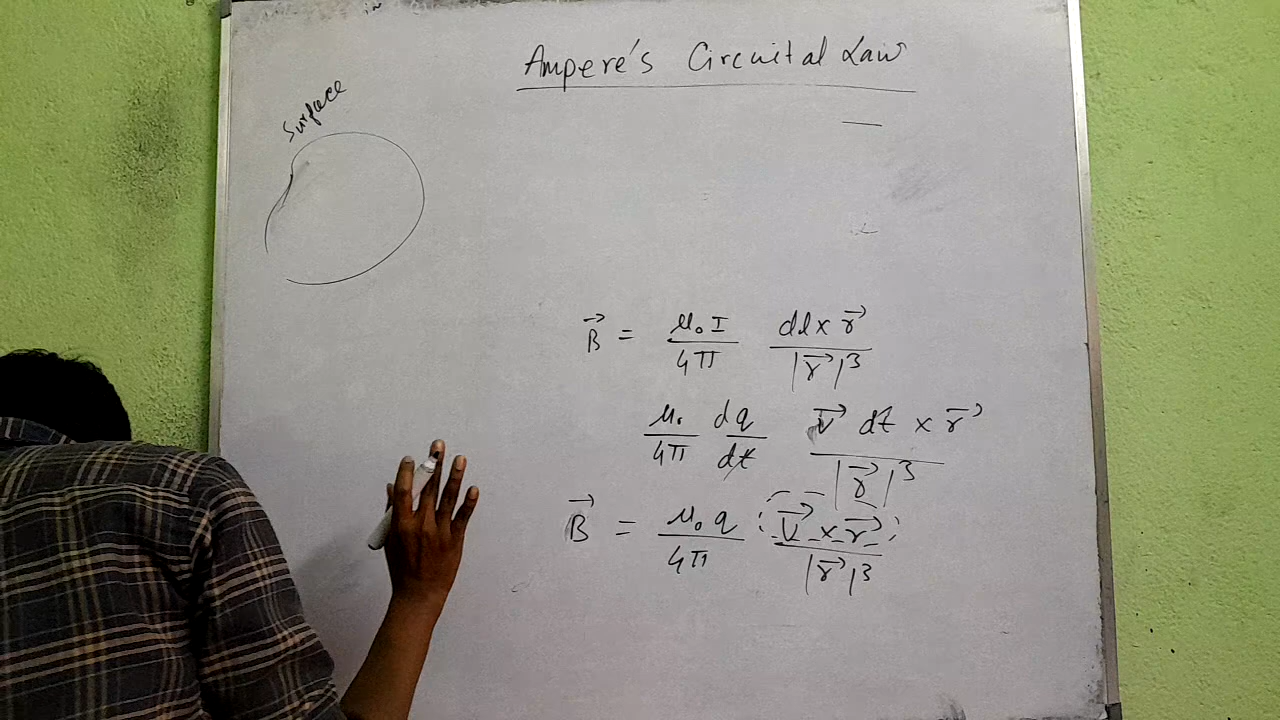 Ampere's Circuital Law
Surface
B⃗ = μ₀I/4π dl × r⃗/|r⃗|³
μ₀/4π dq/dt v⃗ dt × r⃗/|r⃗|³
B⃗ = μ₀q/4π (v⃗ × r⃗)/|r⃗|³